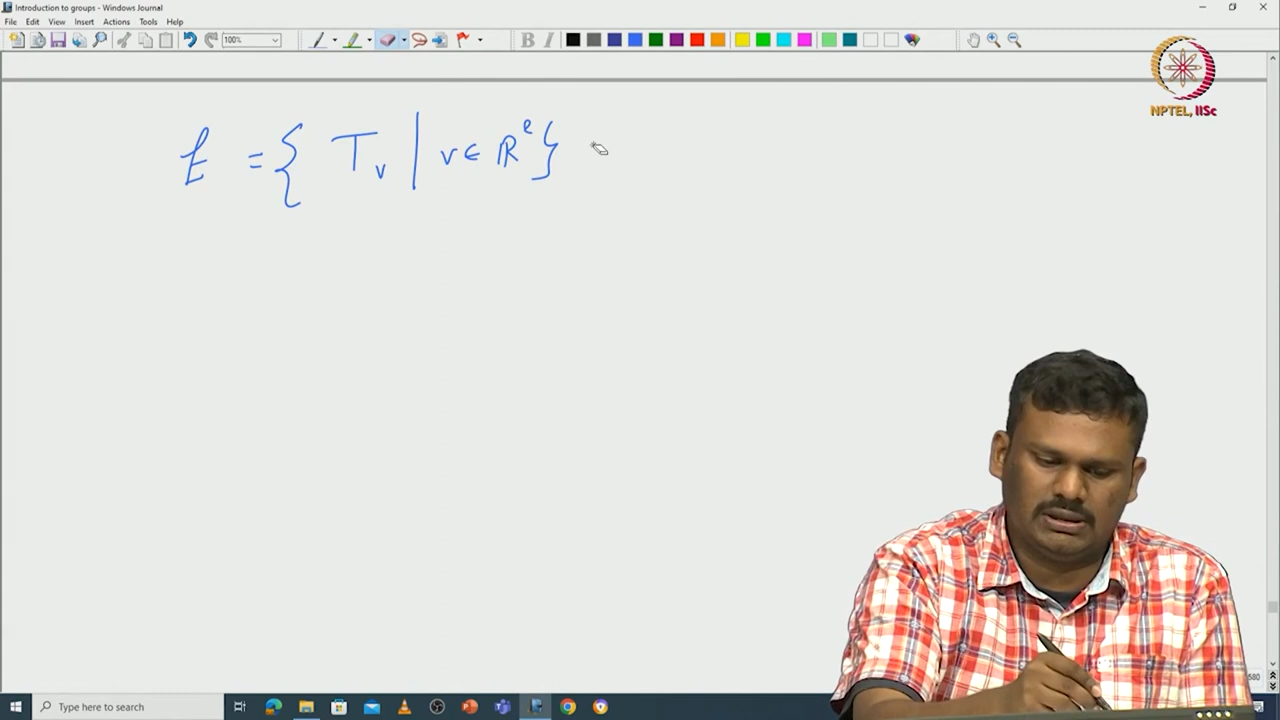 Introduction to groups - Windows Journal
File Edit View Insert Actions Tools Help
100%
B I
NPTEL, IISc
t = { T_v | v ∈ ℝ^e }
580
Type here to search